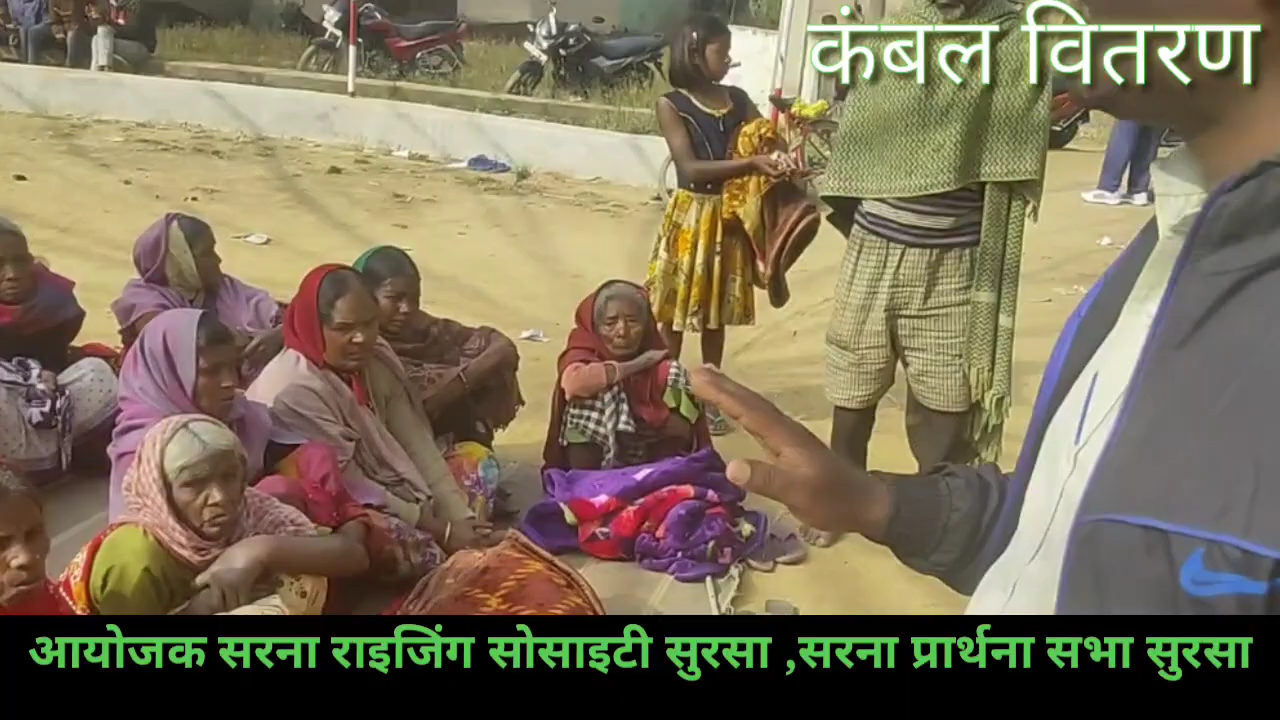 कंबल वितरण
आयोजक सरना राइजिंग सोसाइटी सुरसा ,सरना प्रार्थना सभा सुरसा